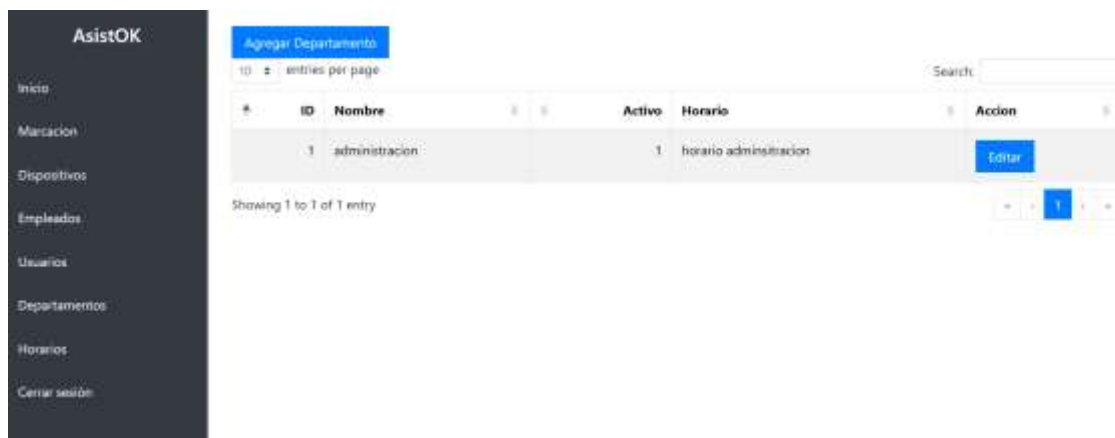 AsistOK
Inicio
Marcacion
Dispositivos
Empleados
Usuarios
Departamentos
Horarios
Cerrar sesión
Agregar Departamento
10 entries per page
Search:
ID Nombre Activo Horario Accion
1 administracion 1 horario adminsitracion Editar
Showing 1 to 1 of 1 entry
« ‹ 1 › »